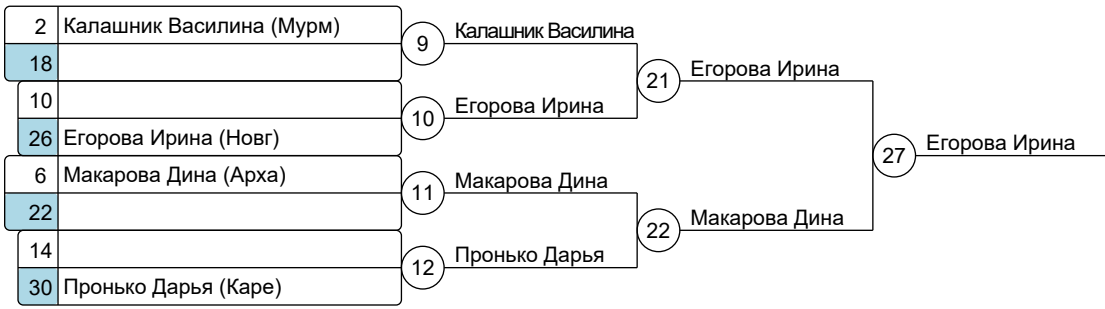 2 Калашник Василина (Мурм)
9 Калашник Василина
18
21 Егорова Ирина
10
10 Егорова Ирина
26 Егорова Ирина (Новг)
27 Егорова Ирина
6 Макарова Дина (Арха)
11 Макарова Дина
22
22 Макарова Дина
14
12 Пронько Дарья
30 Пронько Дарья (Каре)